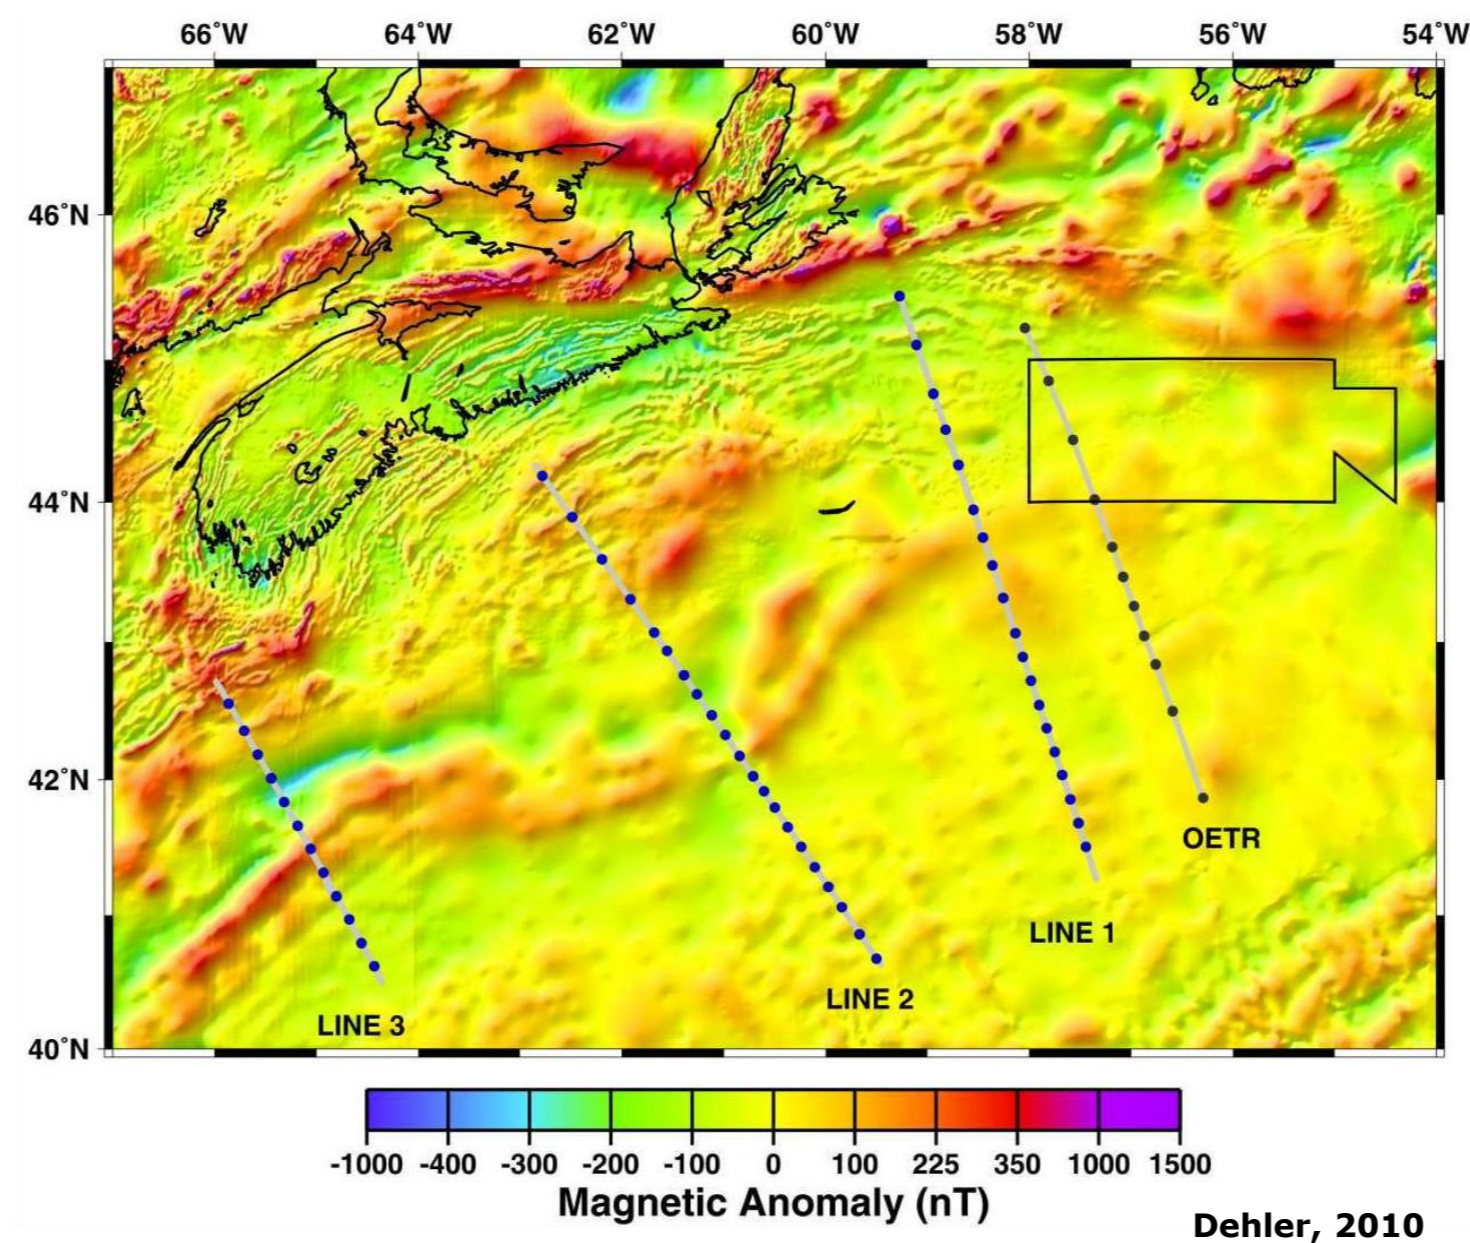 66°W 64°W 62°W 60°W 58°W 56°W 54°W
46°N
44°N
42°N
40°N
OETR
LINE 1
LINE 2
LINE 3
-1000 -400 -300 -200 -100 0 100 225 350 1000 1500
Magnetic Anomaly (nT)
Dehler, 2010